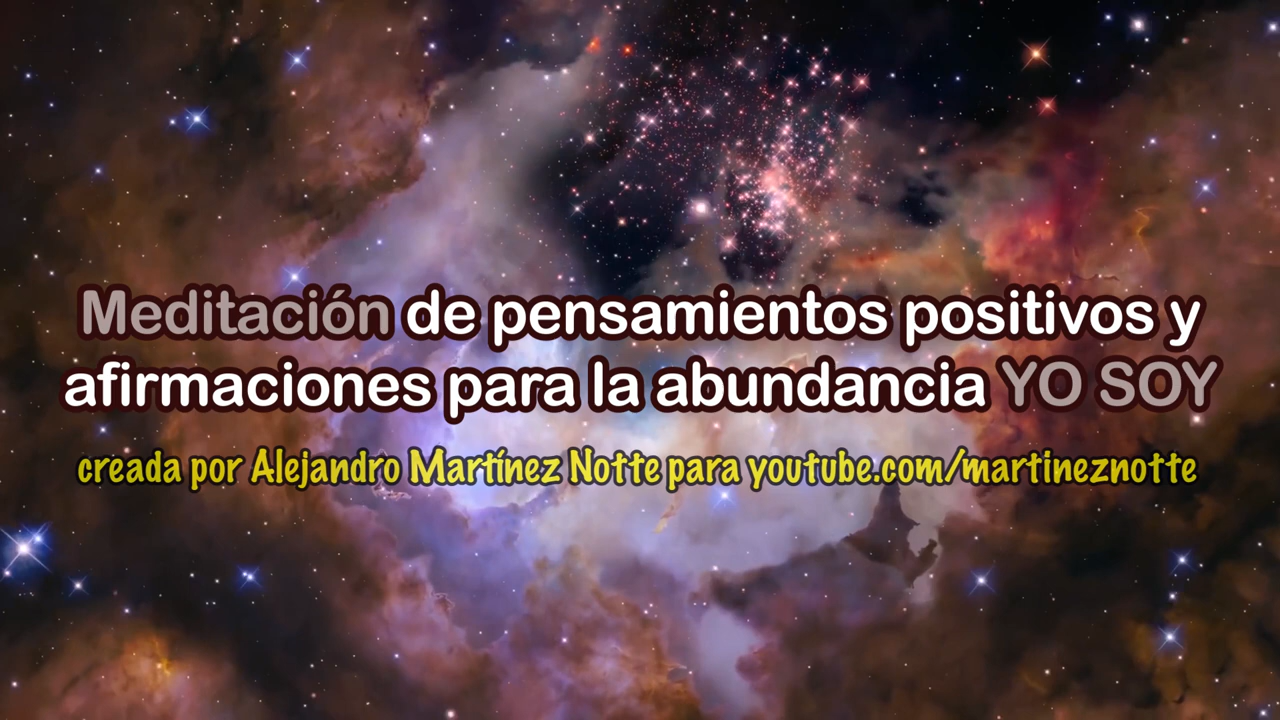 Meditación de pensamientos positivos y
afirmaciones para la abundancia YO SOY
creada por Alejandro Martínez Notte para youtube.com/martineznotte